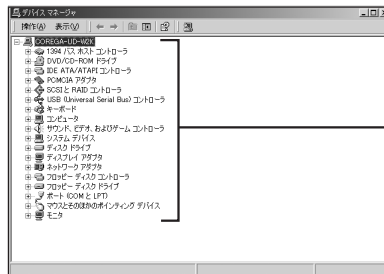 デバイス マネージャ
操作(A) 表示(V)
COREGA-UD-W2K
1394 バス ホスト コントローラ
DVD/CD-ROM ドライブ
IDE ATA/ATAPI コントローラ
PCMCIA アダプタ
SCSI と RAID コントローラ
USB (Universal Serial Bus) コントローラ
キーボード
コンピュータ
サウンド、ビデオ、およびゲーム コントローラ
システム デバイス
ディスク ドライブ
ディスプレイ アダプタ
ネットワーク アダプタ
フロッピー ディスク コントローラ
フロッピー ディスク ドライブ
ポート (COM と LPT)
マウスとそのほかのポインティング デバイス
モニタ